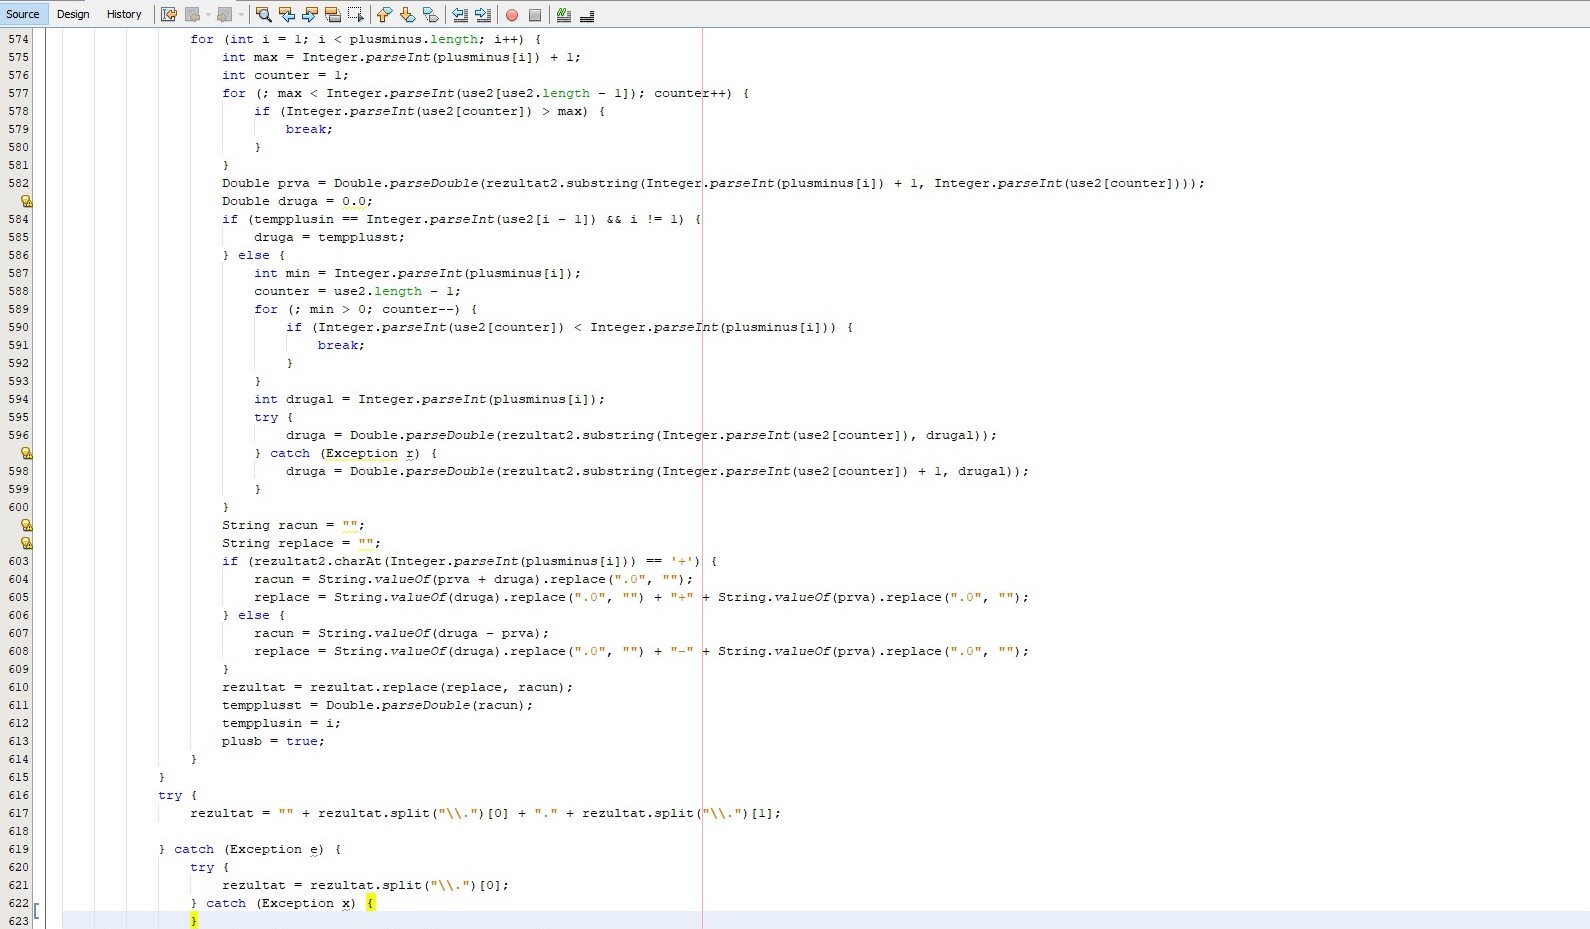 Source Design History
574 for (int i = 1; i < plusminus.length; i++) {
575 int max = Integer.parseInt(plusminus[i]) + 1;
576 int counter = 1;
577 for (; max < Integer.parseInt(use2[use2.length - 1]); counter++) {
578 if (Integer.parseInt(use2[counter]) > max) {
579 break;
580 }
581 }
582 Double prva = Double.parseDouble(rezultat2.substring(Integer.parseInt(plusminus[i]) + 1, Integer.parseInt(use2[counter])));
Double druga = 0.0;
584 if (tempplusin == Integer.parseInt(use2[i - 1]) && i != 1) {
585 druga = tempplusst;
586 } else {
587 int min = Integer.parseInt(plusminus[i]);
588 counter = use2.length - 1;
589 for (; min > 0; counter--) {
590 if (Integer.parseInt(use2[counter]) < Integer.parseInt(plusminus[i])) {
591 break;
592 }
593 }
594 int drugal = Integer.parseInt(plusminus[i]);
595 try {
596 druga = Double.parseDouble(rezultat2.substring(Integer.parseInt(use2[counter]), drugal));
} catch (Exception r) {
598 druga = Double.parseDouble(rezultat2.substring(Integer.parseInt(use2[counter]) + 1, drugal));
599 }
600 }
String racun = "";
String replace = "";
603 if (rezultat2.charAt(Integer.parseInt(plusminus[i])) == '+') {
604 racun = String.valueOf(prva + druga).replace(".0", "");
605 replace = String.valueOf(druga).replace(".0", "") + "+" + String.valueOf(prva).replace(".0", "");
606 } else {
607 racun = String.valueOf(druga - prva);
608 replace = String.valueOf(druga).replace(".0", "") + "-" + String.valueOf(prva).replace(".0", "");
609 }
610 rezultat = rezultat.replace(replace, racun);
611 tempplusst = Double.parseDouble(racun);
612 tempplusin = i;
613 plusb = true;
614 }
615 }
616 try {
617 rezultat = "" + rezultat.split("\\.")[0] + "." + rezultat.split("\\.")[1];
618
619 } catch (Exception e) {
620 try {
621 rezultat = rezultat.split("\\.")[0];
622 } catch (Exception x) {
623 }